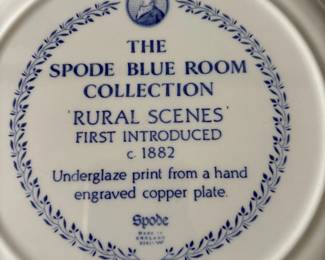 THE
SPODE BLUE ROOM
COLLECTION
'RURAL SCENES'
FIRST INTRODUCED
c. 1882
Underglaze print from a hand
engraved copper plate.
Spode
MADE IN
ENGLAND